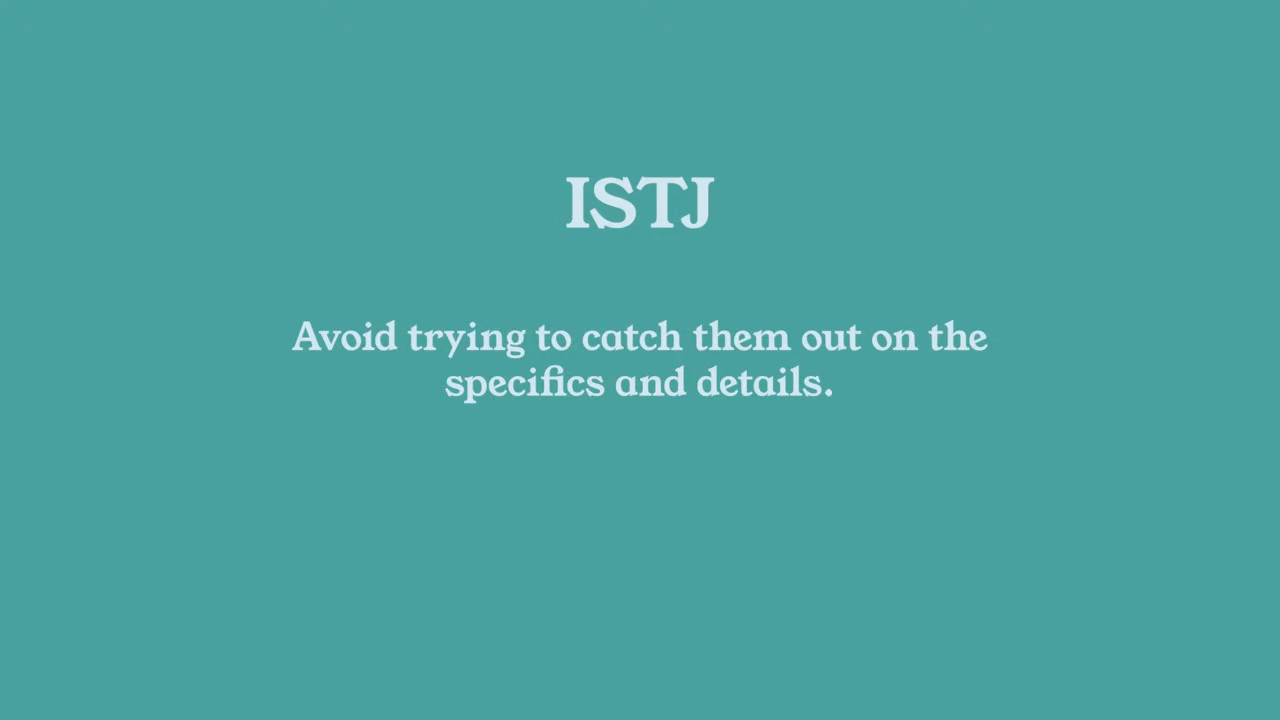 ISTJ
Avoid trying to catch them out on the
specifics and details.